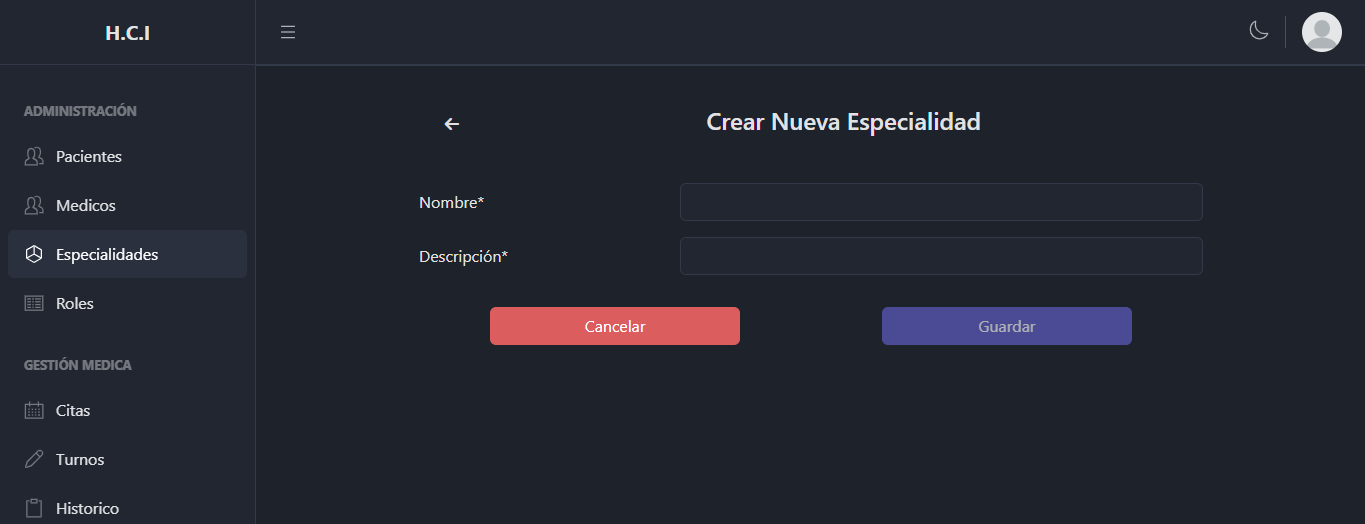 H.C.I
ADMINISTRACIÓN
Pacientes
Medicos
Especialidades
Roles
GESTIÓN MEDICA
Citas
Turnos
Historico
Crear Nueva Especialidad
Nombre*
Descripción*
Cancelar
Guardar